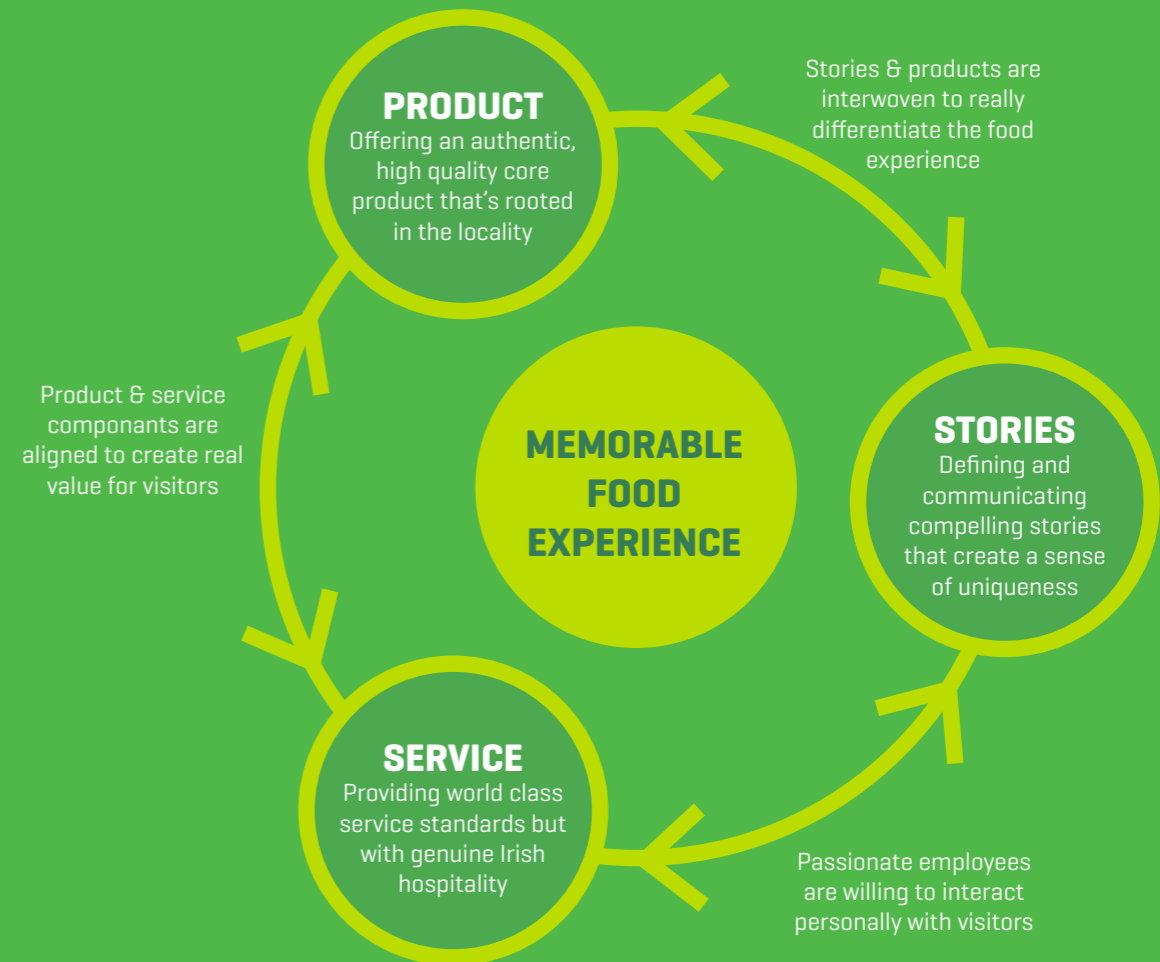 PRODUCT
Offering an authentic,
high quality core
product that's rooted
in the locality
Stories & products are
interwoven to really
differentiate the food
experience
STORIES
Defining and
communicating
compelling stories
that create a sense
of uniqueness
Passionate employees
are willing to interact
personally with visitors
SERVICE
Providing world class
service standards but
with genuine Irish
hospitality
Product & service
componants are
aligned to create real
value for visitors
MEMORABLE
FOOD
EXPERIENCE